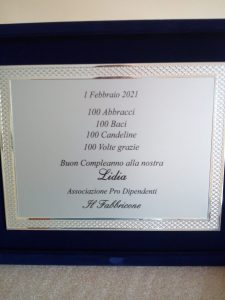 1 Febbraio 2021
100 Abbracci
100 Baci
100 Candeline
100 Volte grazie
Buon Compleanno alla nostra
Lidia
Associazione Pro Dipendenti
Il Fabbricone